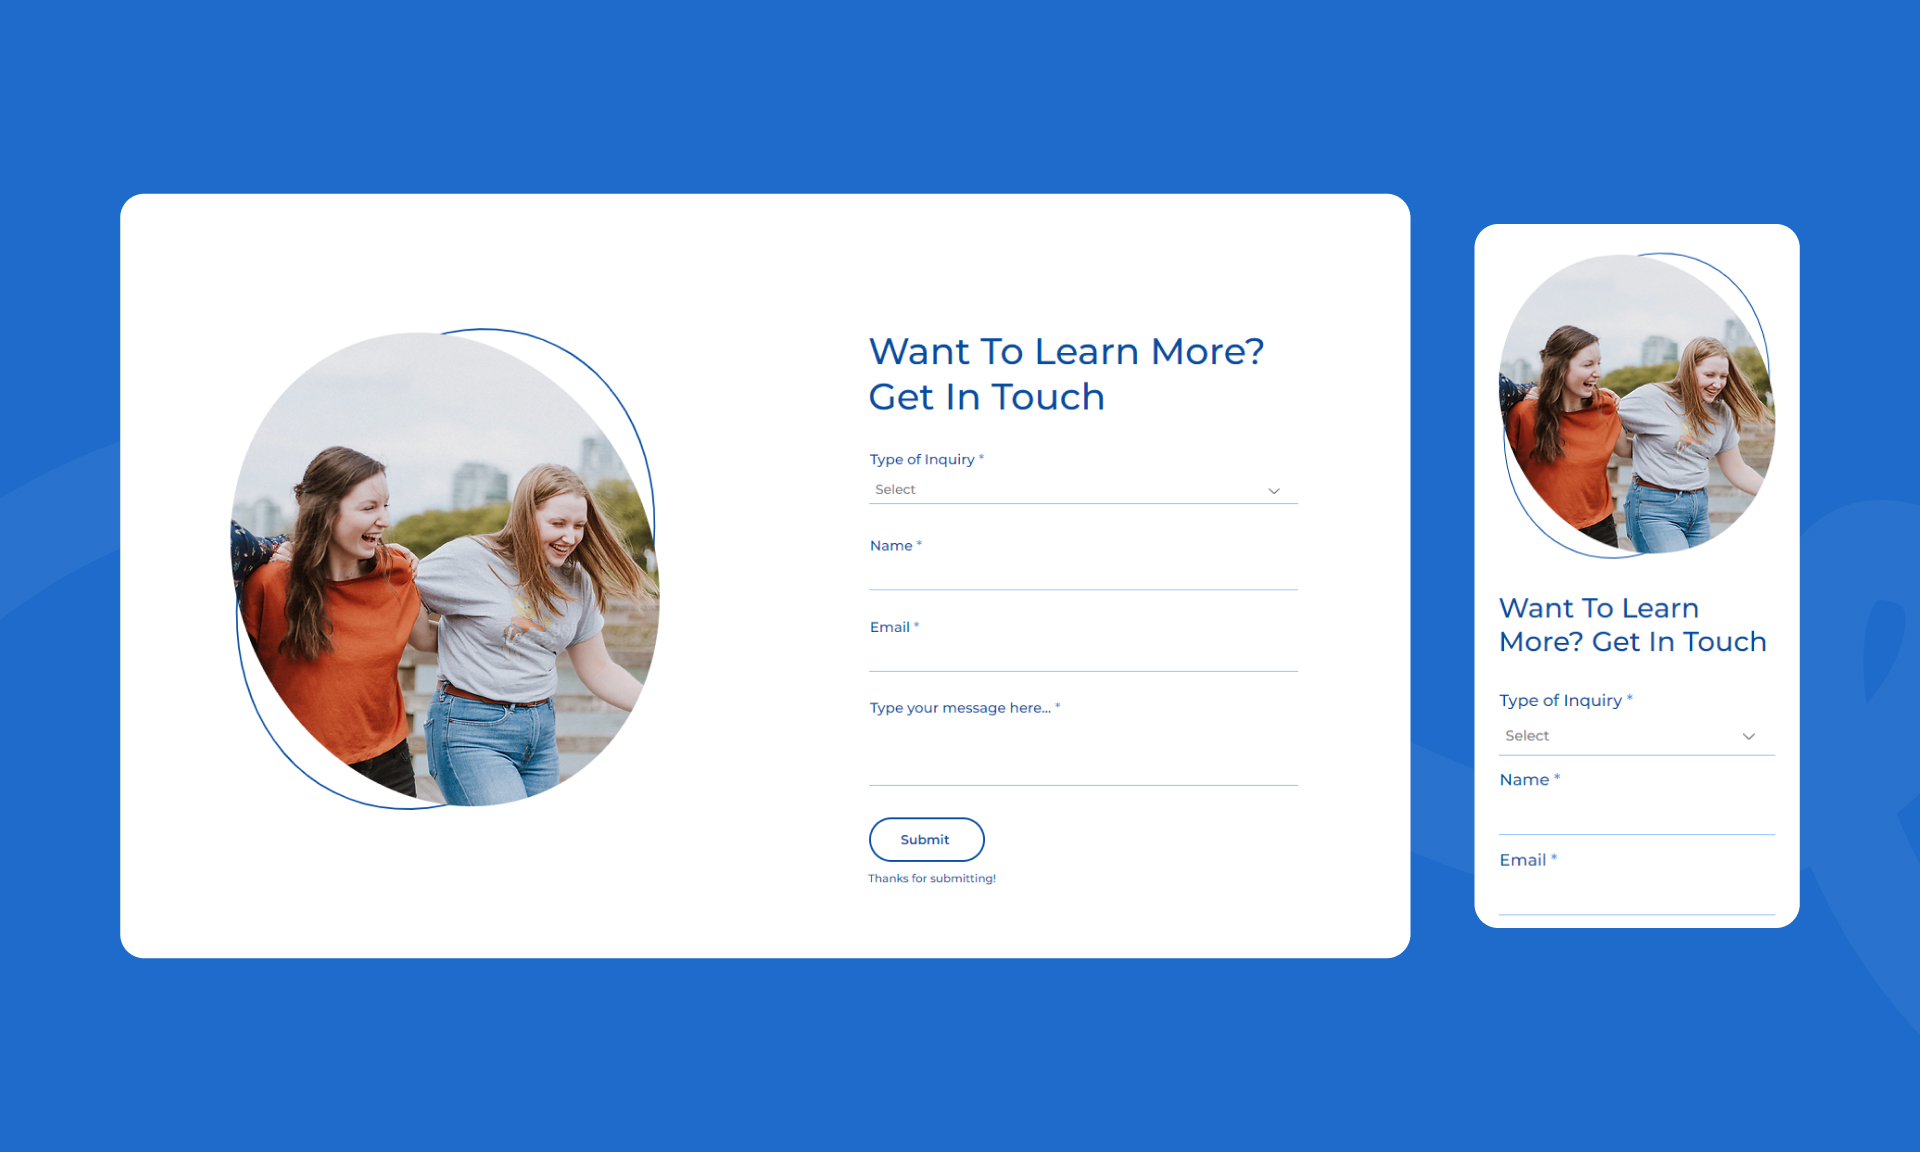 Want To Learn More?
Get In Touch
Type of Inquiry *
Select
Name *
Email *
Type your message here... *
Submit
Thanks for submitting!
Want To Learn
More? Get In Touch
Type of Inquiry *
Select
Name *
Email *